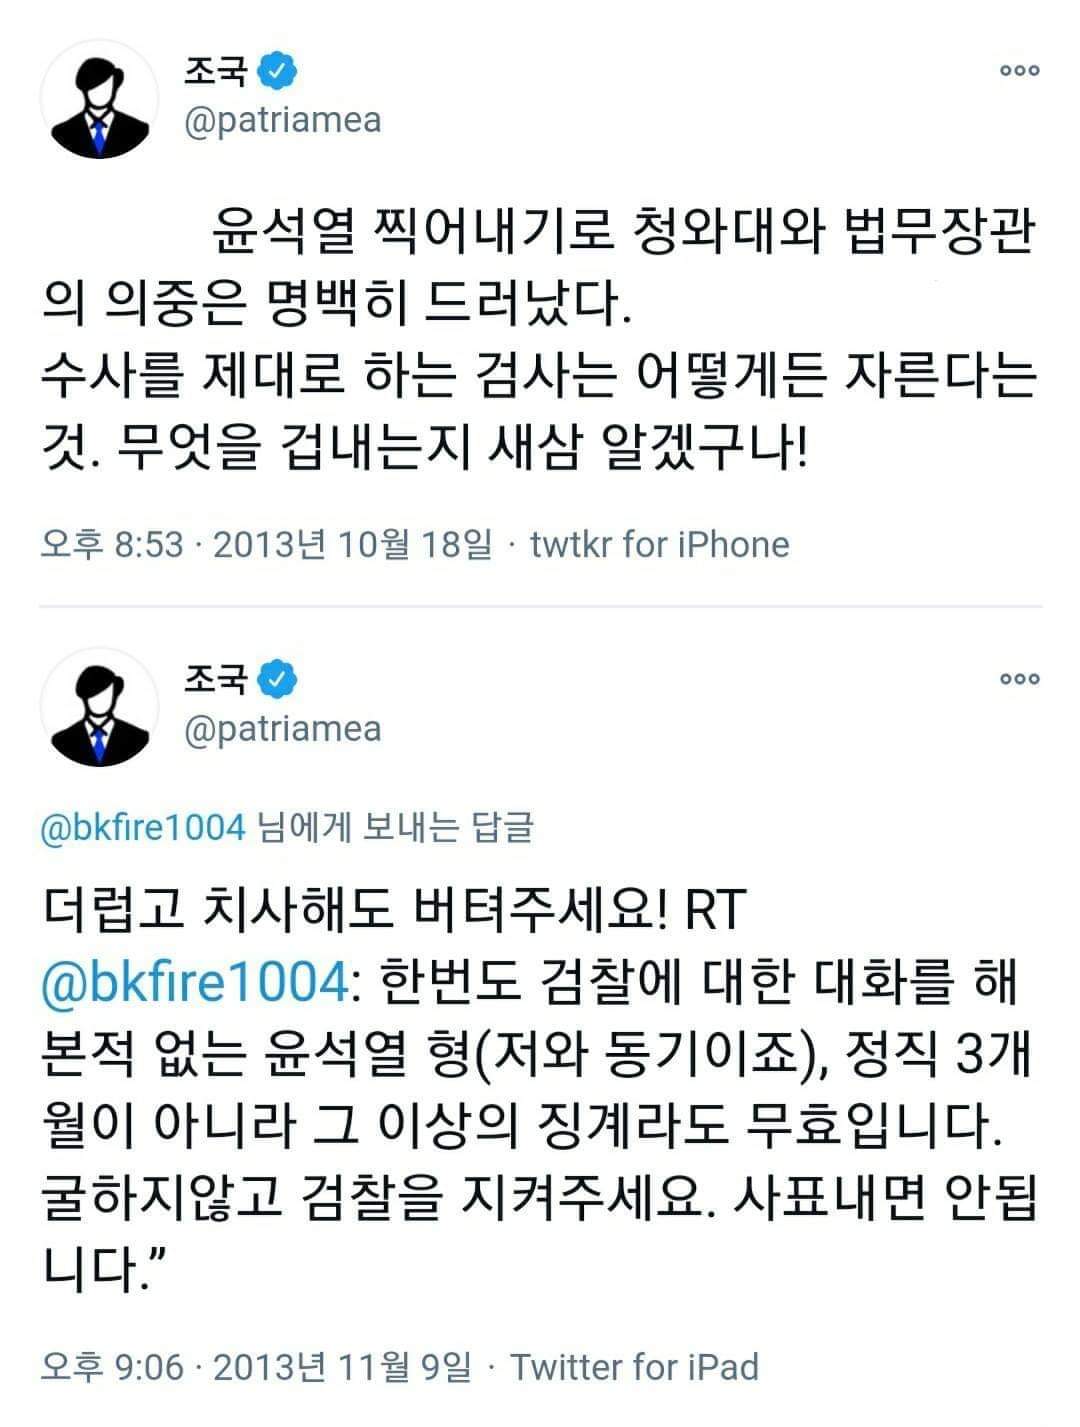 조국
@patriamea
윤석열 찍어내기로 청와대와 법무장관
의 의중은 명백히 드러났다.
수사를 제대로 하는 검사는 어떻게든 자른다는
것. 무엇을 겁내는지 새삼 알겠구나!
오후 8:53 · 2013년 10월 18일 · twtkr for iPhone
조국
@patriamea
@bkfire1004 님에게 보내는 답글
더럽고 치사해도 버텨주세요! RT
@bkfire1004: 한번도 검찰에 대한 대화를 해
본적 없는 윤석열 형(저와 동기이죠), 정직 3개
월이 아니라 그 이상의 징계라도 무효입니다.
굴하지않고 검찰을 지켜주세요. 사표내면 안됩
니다.”
오후 9:06 · 2013년 11월 9일 · Twitter for iPad